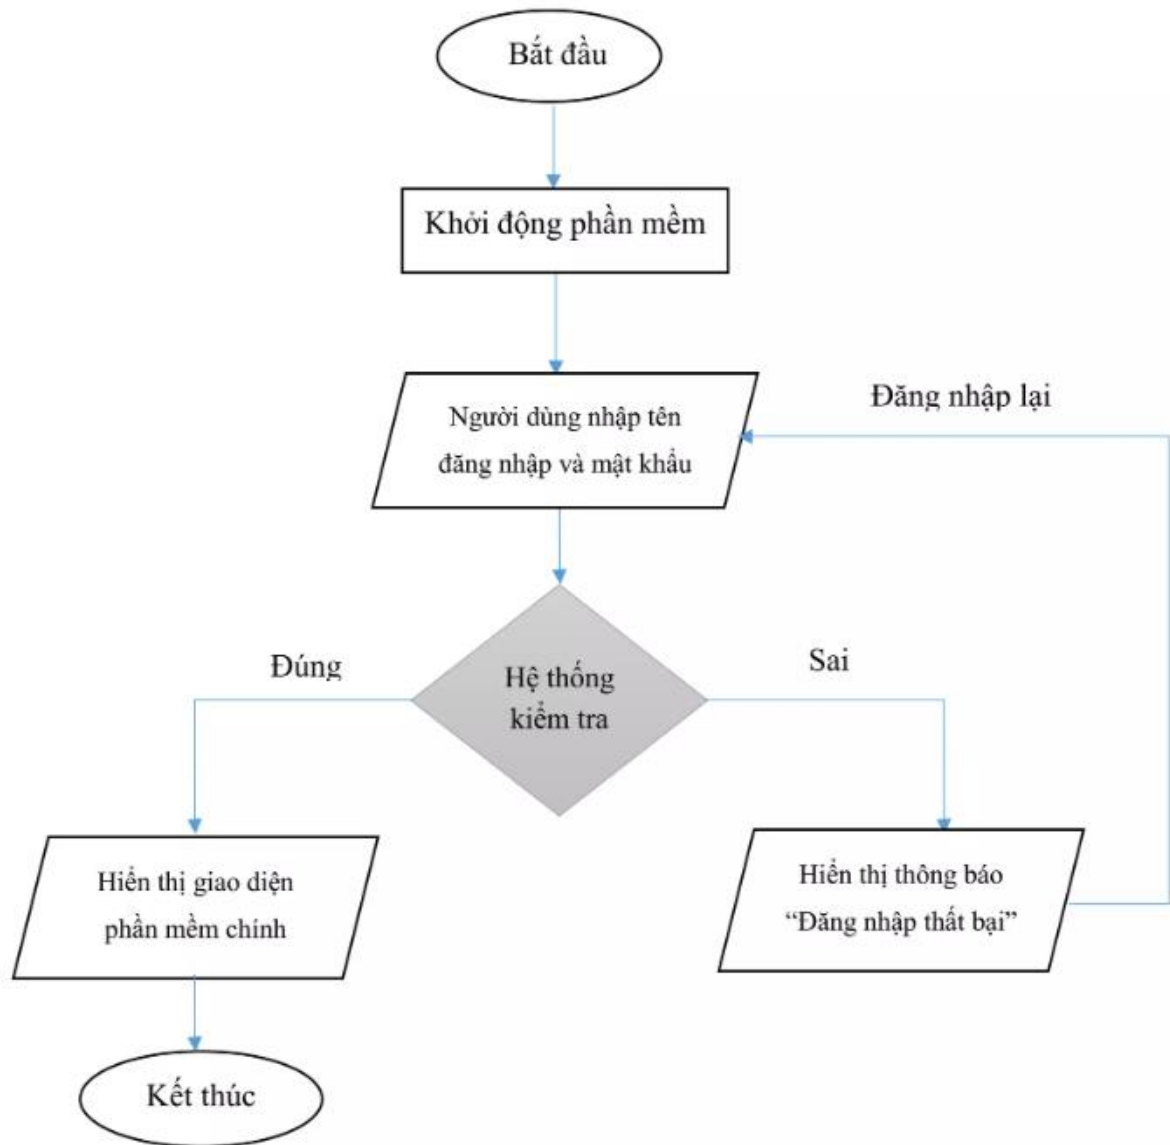 Bắt đầu
Khởi động phần mềm
Người dùng nhập tên
đăng nhập và mật khẩu
Đăng nhập lại
Hệ thống
kiểm tra
Đúng
Sai
Hiển thị giao diện
phần mềm chính
Hiển thị thông báo
“Đăng nhập thất bại”
Kết thúc